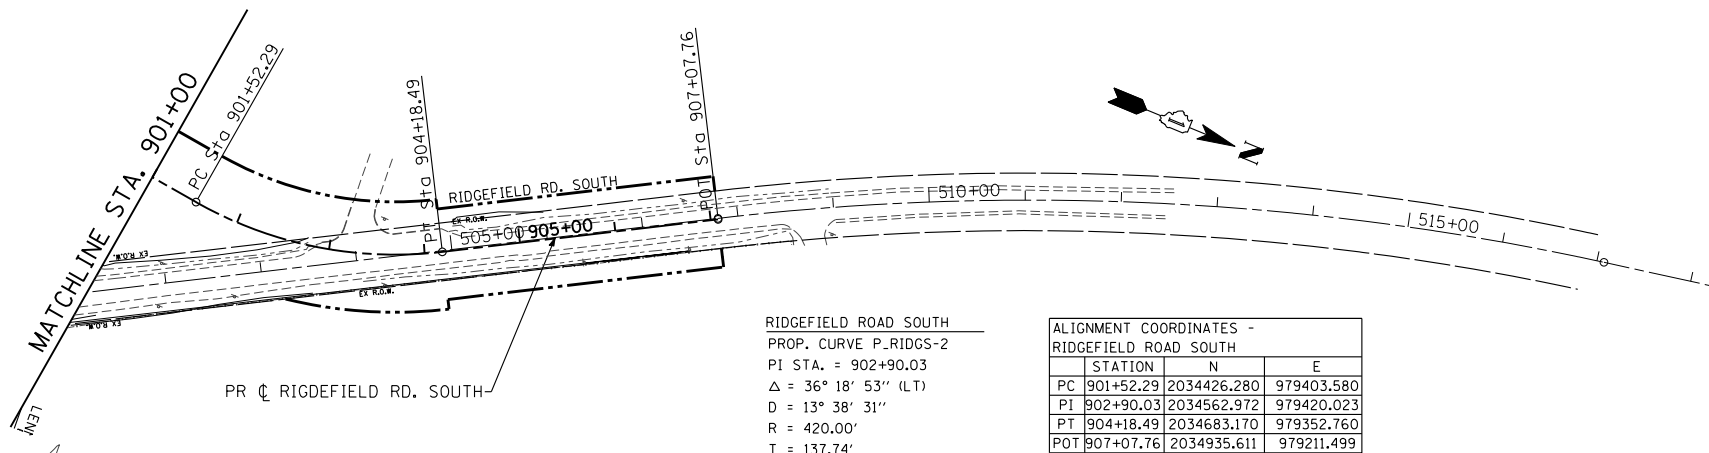 MATCHLINE STA. 901+00
PC Sta 901+52.29
PT Sta 904+18.49
POT Sta 907+07.76
RIDGEFIELD RD. SOUTH
EX R.O.W.
505+00
905+00
510+00
515+00
N
EX R.O.W.
EX R.O.W.
EX R.O.W.
PR ℄ RIGDEFIELD RD. SOUTH
RIDGEFIELD ROAD SOUTH
PROP. CURVE P_RIDGS-2
PI STA. = 902+90.03
Δ = 36° 18' 53'' (LT)
D = 13° 38' 31''
R = 420.00'
T = 137.74'
ALIGNMENT COORDINATES -
RIDGEFIELD ROAD SOUTH
STATION N E
PC 901+52.29 2034426.280 979403.580
PI 902+90.03 2034562.972 979420.023
PT 904+18.49 2034683.170 979352.760
POT 907+07.76 2034935.611 979211.499